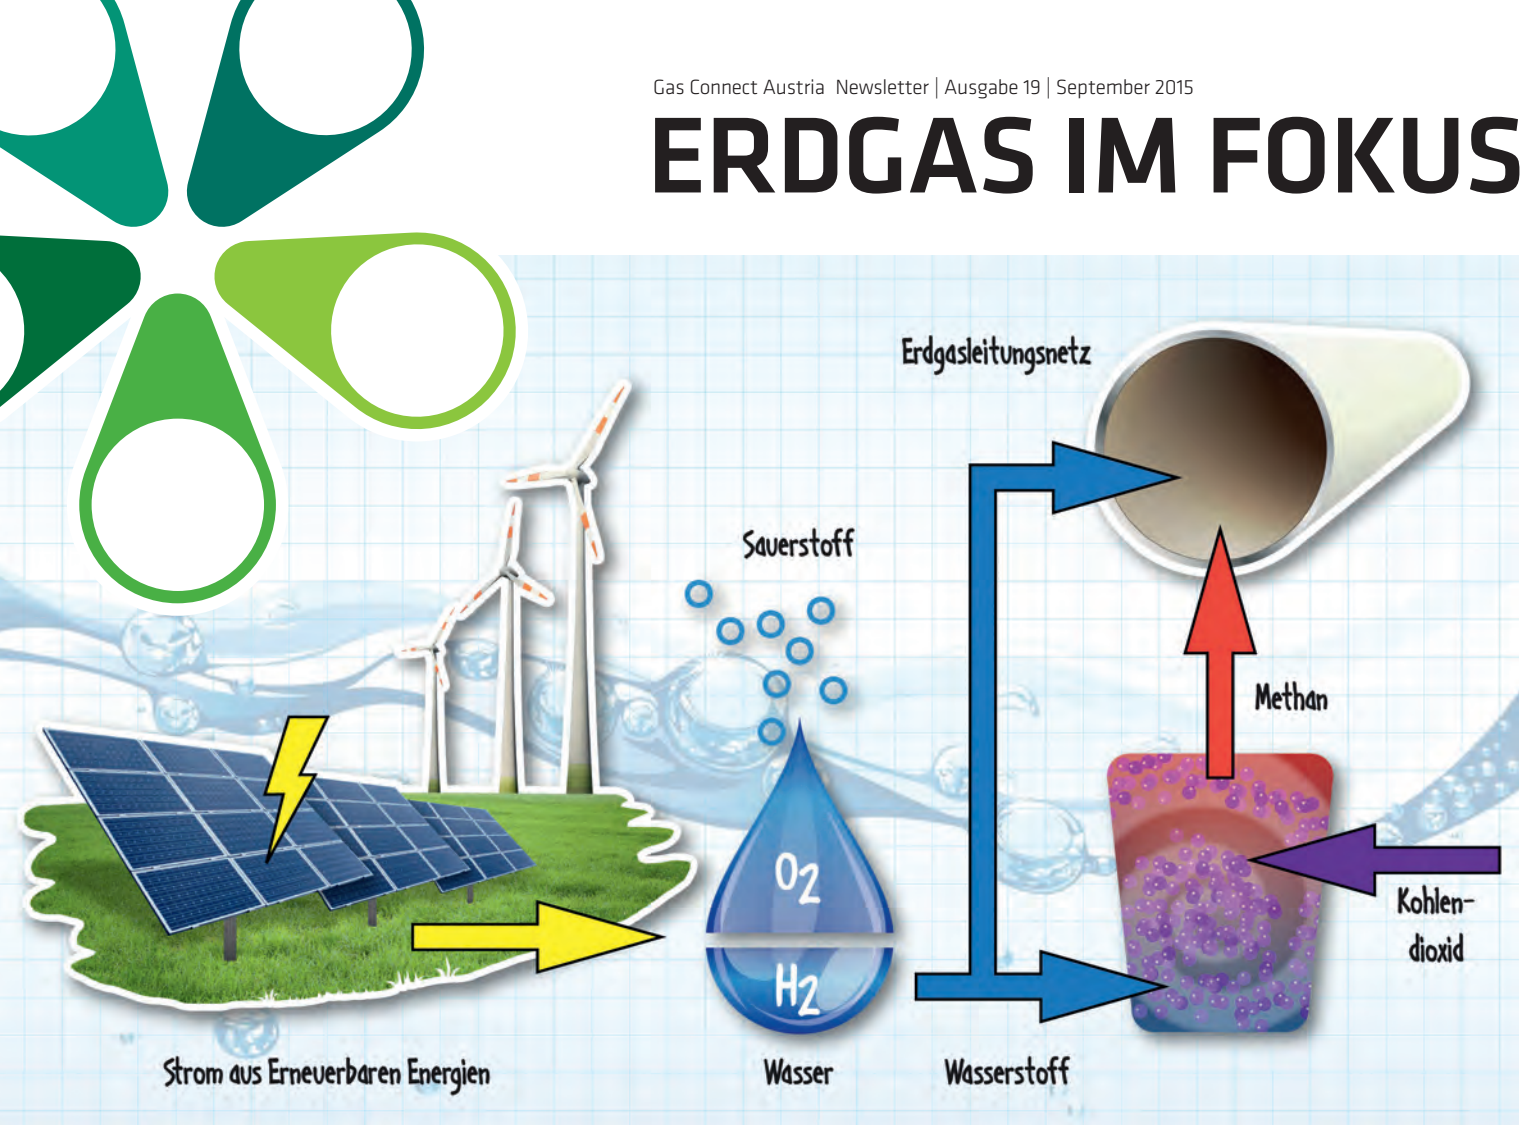 Gas Connect Austria Newsletter | Ausgabe 19 | September 2015
ERDGAS IM FOKUS
Erdgasleitungsnetz
Sauerstoff
Methan
O2
H2
Kohlen-
dioxid
Strom aus Erneuerbaren Energien
Wasser
Wasserstoff